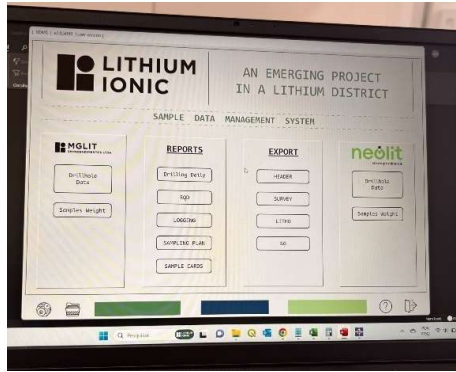 LITHIUM
IONIC
AN EMERGING PROJECT
IN A LITHIUM DISTRICT
SAMPLE DATA MANAGEMENT SYSTEM
MGLIT
Drillhole
Data
Samples Weight
REPORTS
Drilling Daily
RQD
LOGGING
SAMPLING PLAN
SAMPLE CARDS
EXPORT
HEADER
SURVEY
LITHO
neolit
Drillhole
Data
Samples Weight
Pesquisar